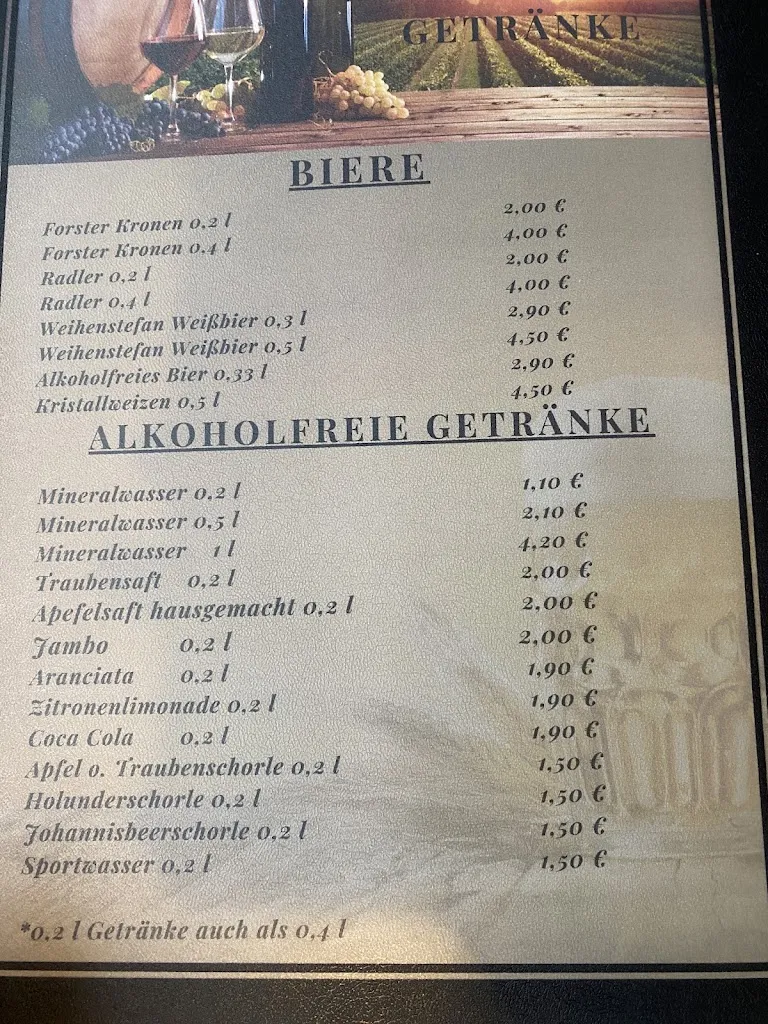 GETRÄNKE
BIERE
Forster Kronen 0,2 l 2,00 €
Forster Kronen 0,4 l 4,00 €
Radler 0,2 l 2,00 €
Radler 0,4 l 4,00 €
Weihenstefan Weißbier 0,3 l 2,90 €
Weihenstefan Weißbier 0,5 l 4,50 €
Alkoholfreies Bier 0,33 l 2,90 €
Kristallweizen 0,5 l 4,50 €
ALKOHOLFREIE GETRÄNKE
Mineralwasser 0,2 l 1,10 €
Mineralwasser 0,5 l 2,10 €
Mineralwasser 1 l 4,20 €
Traubensaft 0,2 l 2,00 €
Apefelsaft hausgemacht 0,2 l 2,00 €
Jambo 0,2 l 2,00 €
Aranciata 0,2 l 1,90 €
Zitronenlimonade 0,2 l 1,90 €
Coca Cola 0,2 l 1,90 €
Apfel o. Traubenschorle 0,2 l 1,50 €
Holunderschorle 0,2 l 1,50 €
Johannisbeerschorle 0,2 l 1,50 €
Sportwasser 0,2 l 1,50 €
*0,2 l Getränke auch als 0,4 l